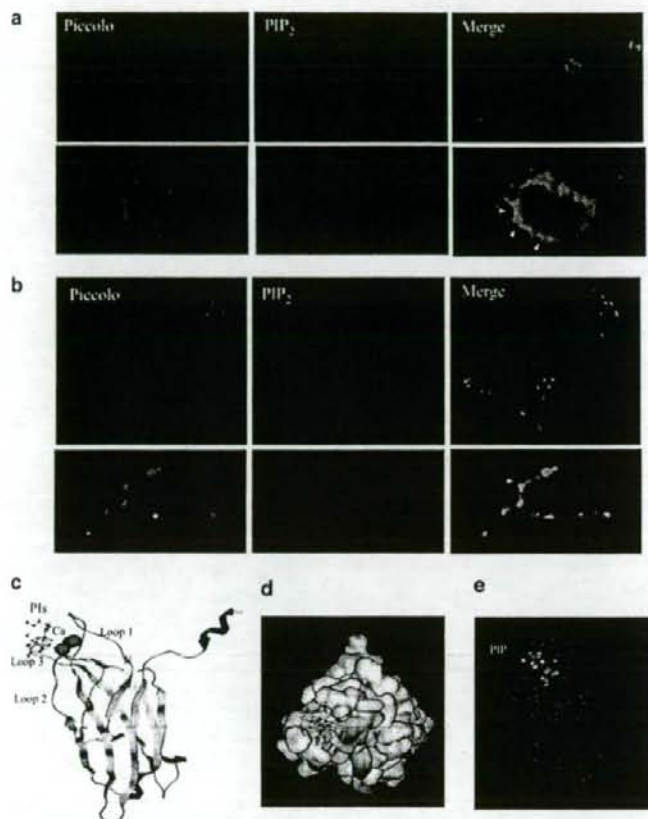 a
Piccolo PIP₂ Merge
b
Piccolo PIP₂ Merge
c
PIs
Ca
Loop 1
Loop 3
Loop 2
d
e
PIP